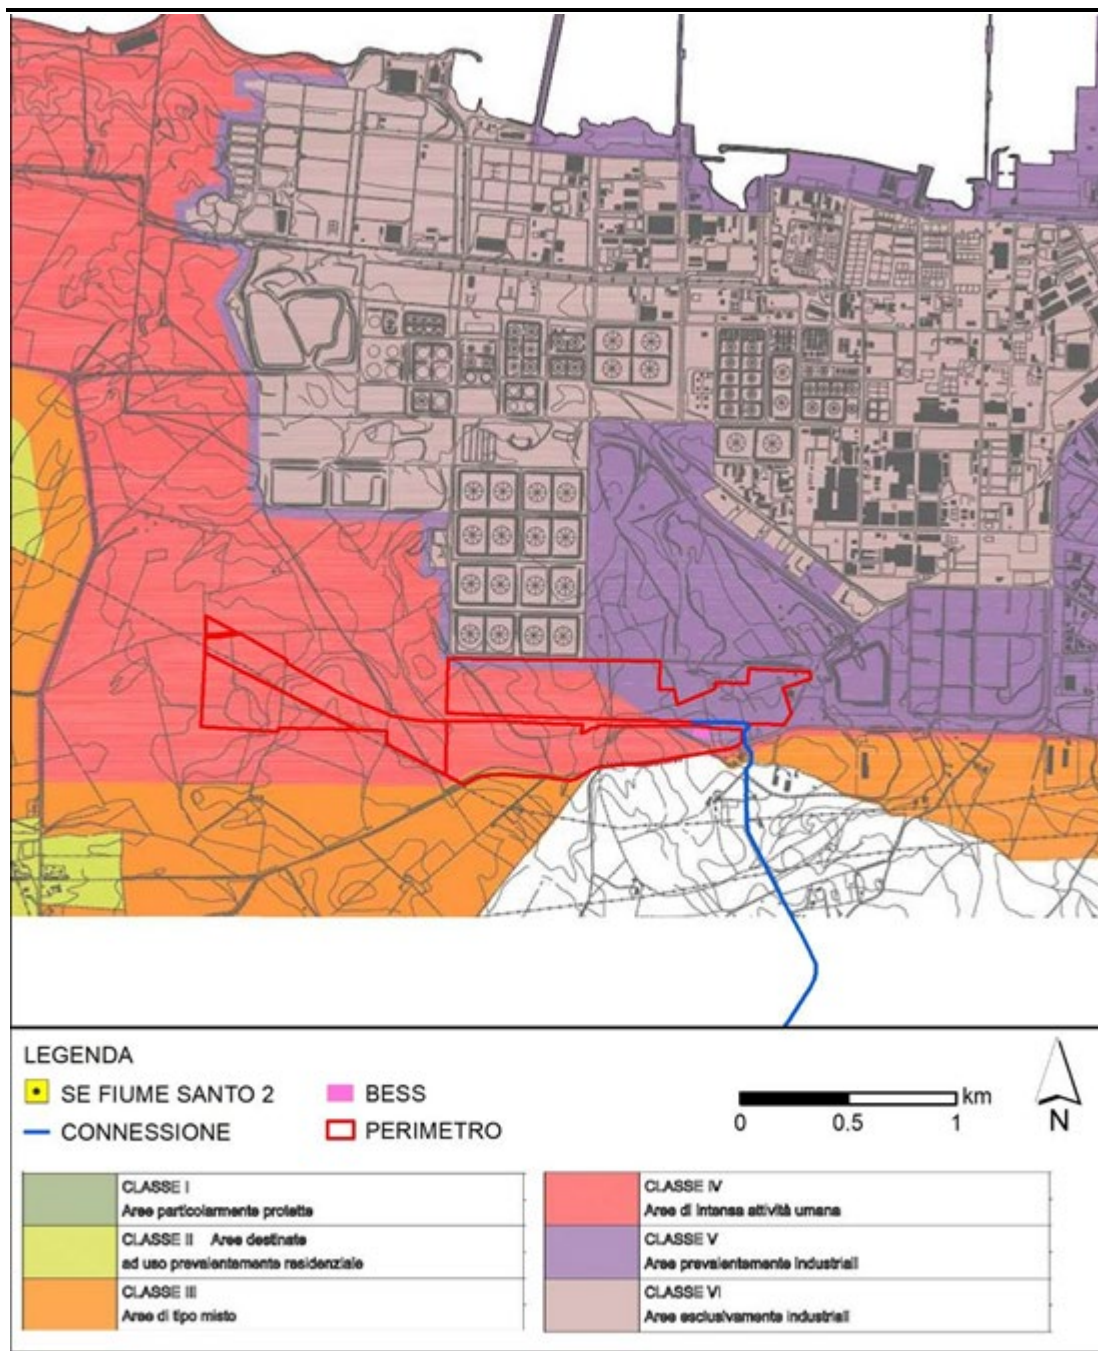 LEGENDA
SE FIUME SANTO 2
BESS
CONNESSIONE
PERIMETRO
km
0 0.5 1
N
CLASSE I
Aree particolarmente protette
CLASSE II Aree destinate
ad uso prevalentemente residenziale
CLASSE III
Aree di tipo misto
CLASSE IV
Aree di intensa attività umana
CLASSE V
Aree prevalentemente industriali
CLASSE VI
Aree esclusivamente industriali